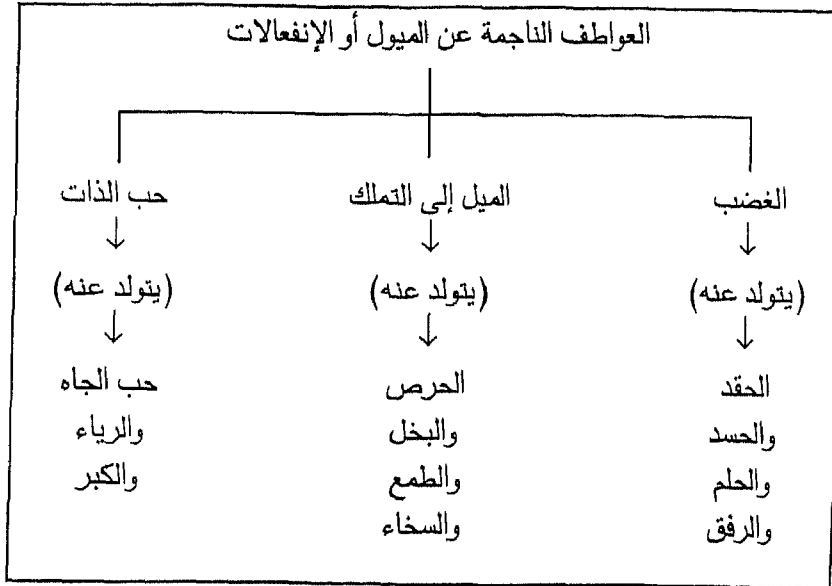 العواطف الناجمة عن الميول أو الإنفعالات
الغضب
↓
(يتولد عنه)
↓
الحقد
والحسد
والحلم
والرفق
الميل إلى التملك
↓
(يتولد عنه)
↓
الحرص
والبخل
والطمع
والسخاء
حب الذات
↓
(يتولد عنه)
↓
حب الجاه
والرياء
والكبر